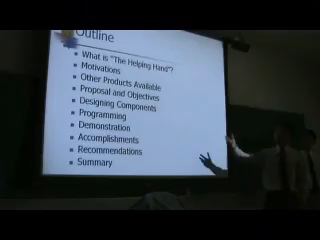 Outline
What is "The Helping Hand"?
Motivations
Other Products Available
Proposal and Objectives
Designing Components
Programming
Demonstration
Accomplishments
Recommendations
Summary